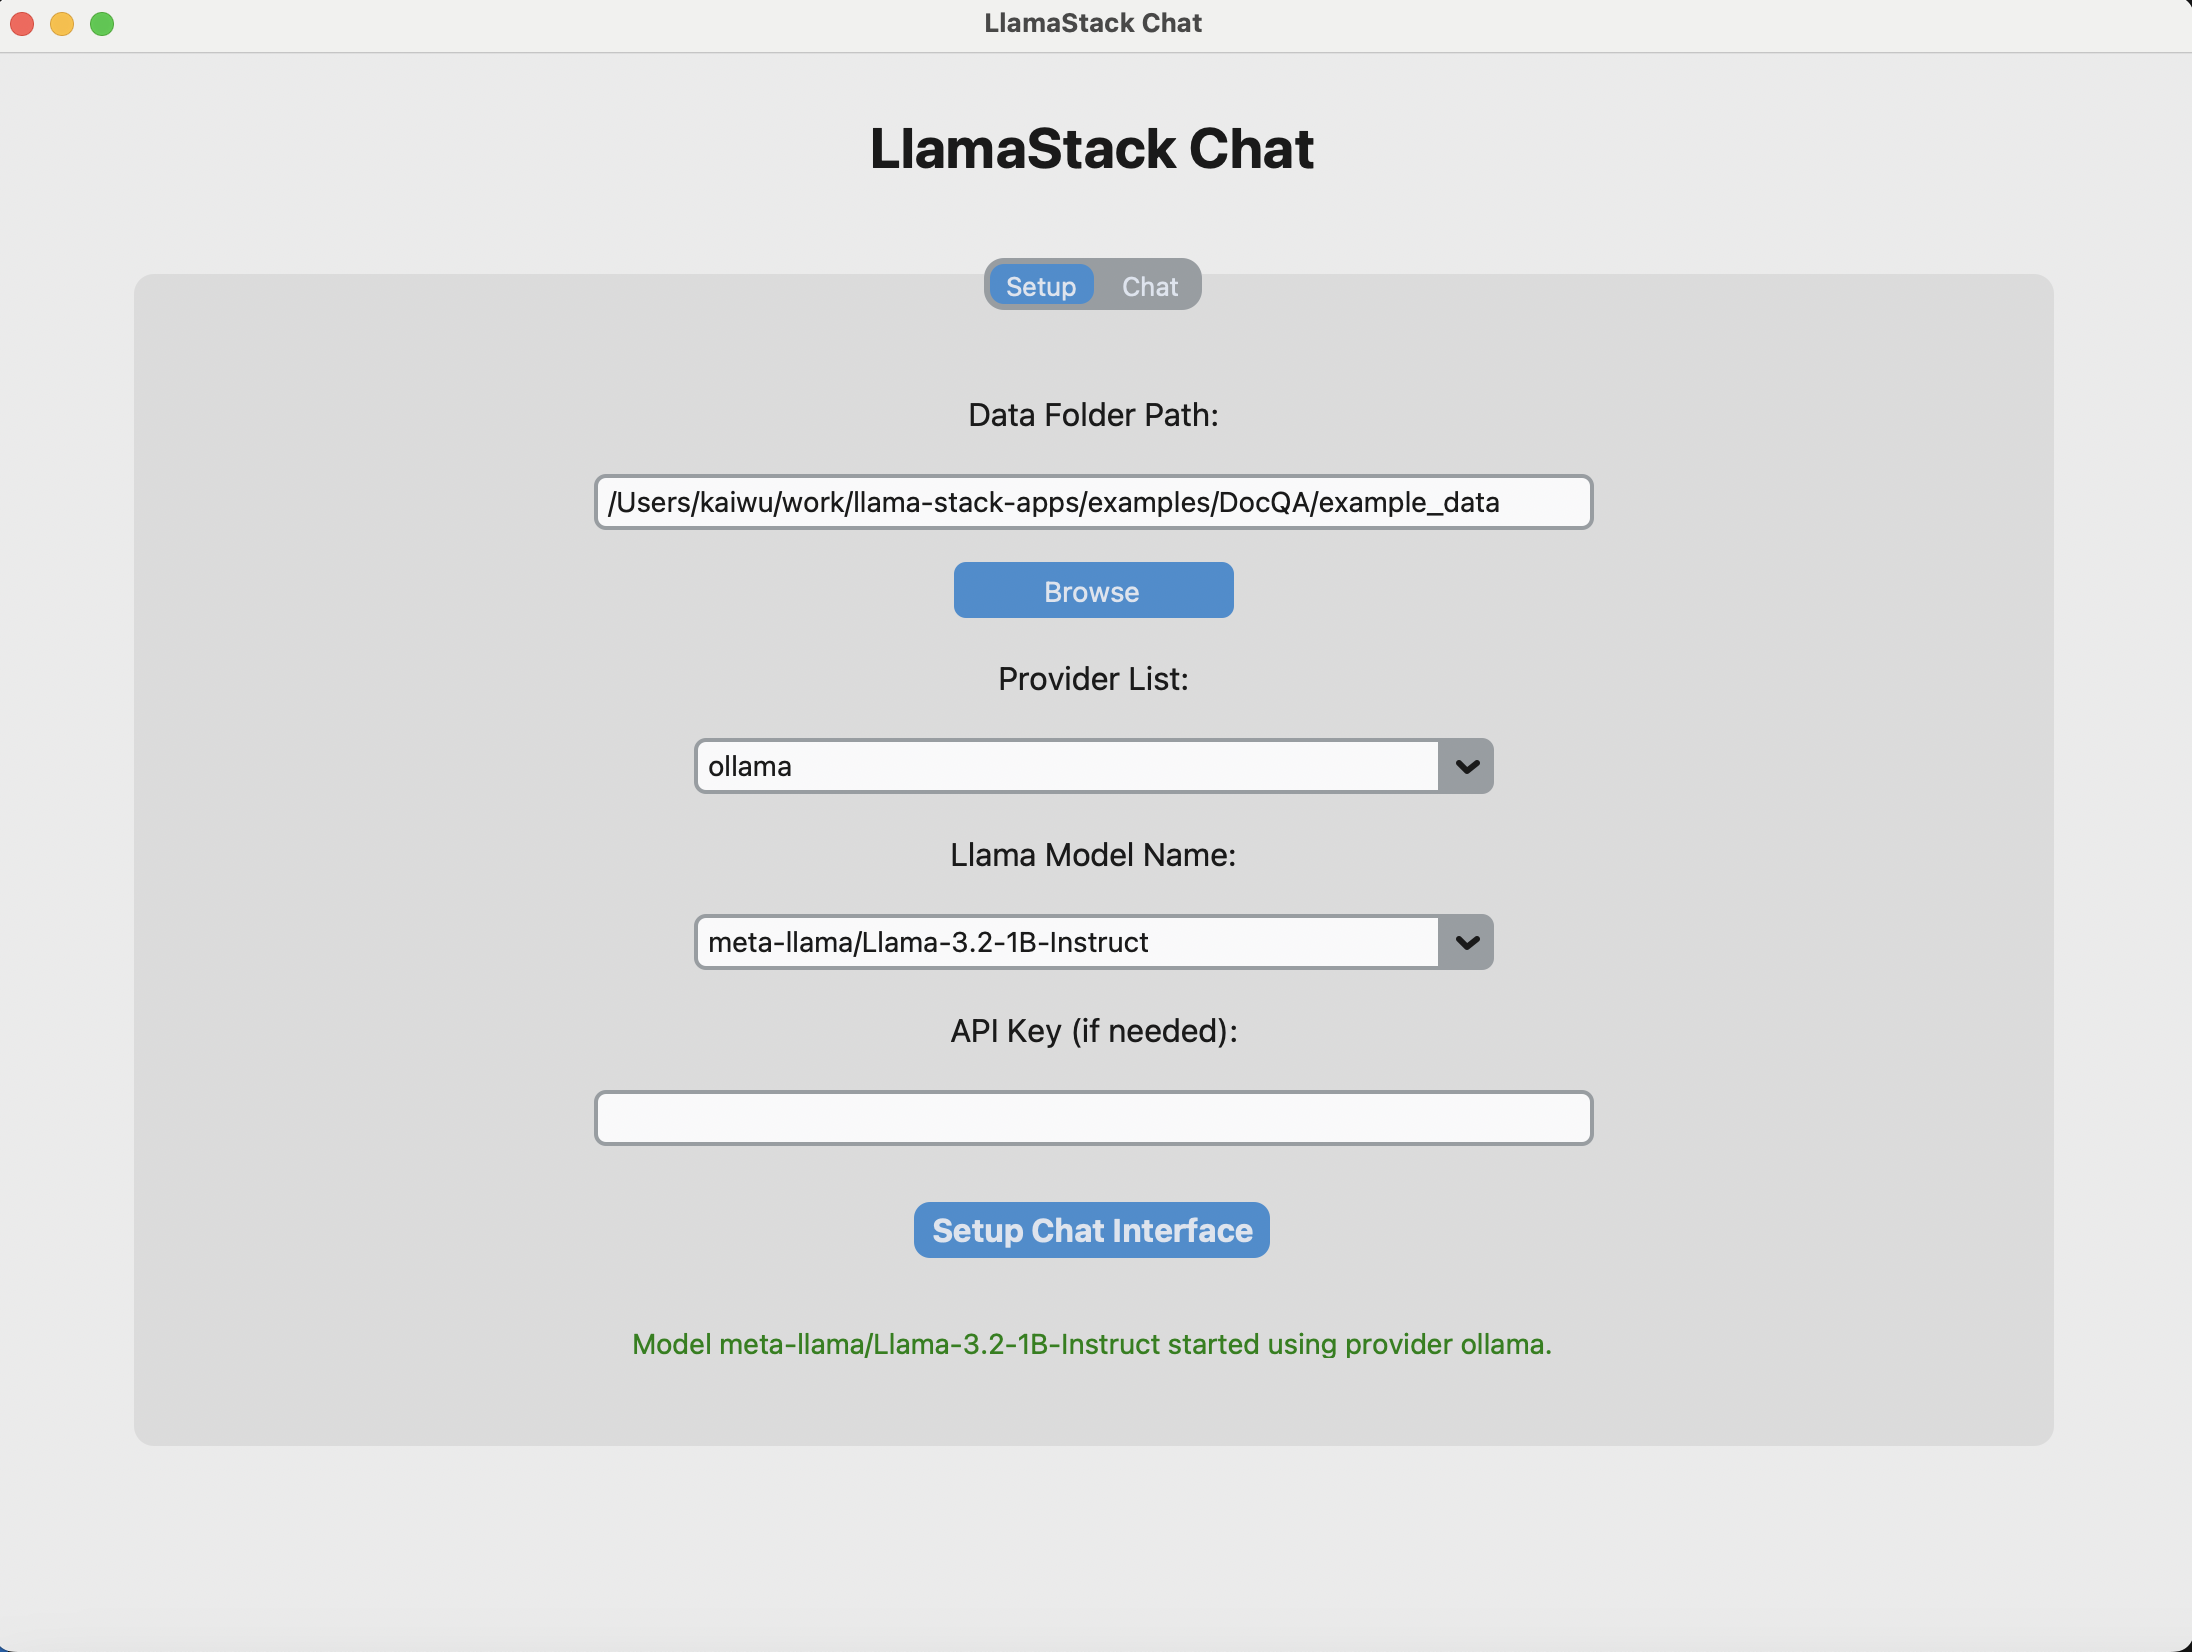 LlamaStack Chat
LlamaStack Chat
Setup Chat
Data Folder Path:
/Users/kaiwu/work/llama-stack-apps/examples/DocQA/example_data
Browse
Provider List:
ollama
Llama Model Name:
meta-llama/Llama-3.2-1B-Instruct
API Key (if needed):
Setup Chat Interface
Model meta-llama/Llama-3.2-1B-Instruct started using provider ollama.